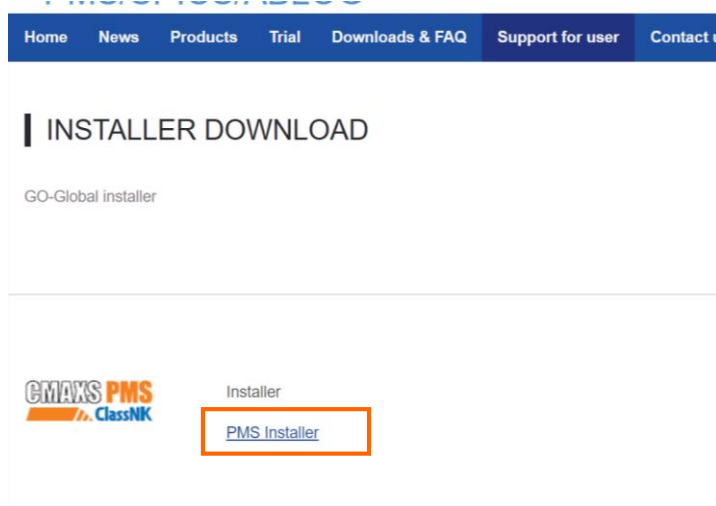 Home News Products Trial Downloads & FAQ Support for user Contact
INSTALLER DOWNLOAD
GO-Global installer
CMAXS PMS
ClassNK
Installer
PMS Installer